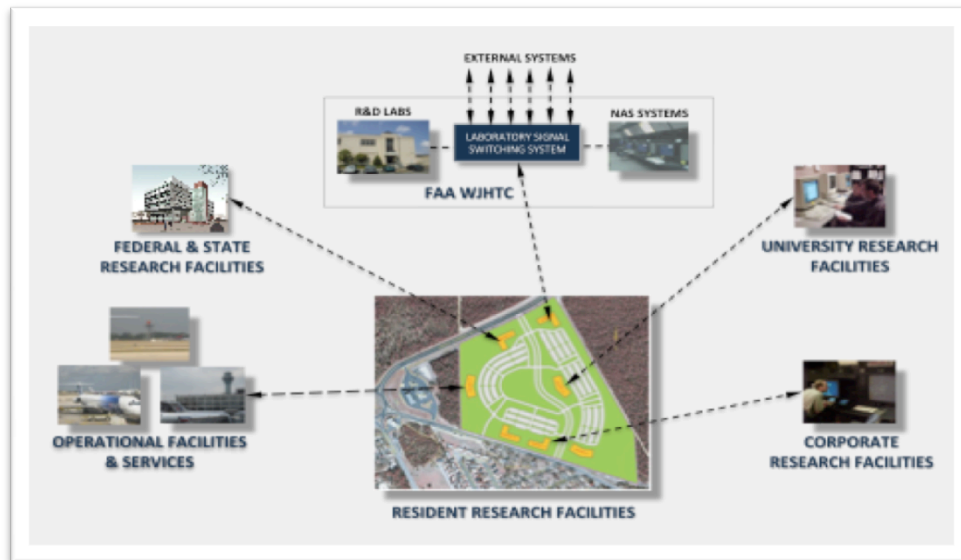 EXTERNAL SYSTEMS
R&D LABS
NAS SYSTEMS
LABORATORY SIGNAL
SWITCHING SYSTEM
FAA WJHTC
FEDERAL & STATE
RESEARCH FACILITIES
UNIVERSITY RESEARCH
FACILITIES
OPERATIONAL FACILITIES
& SERVICES
CORPORATE
RESEARCH FACILITIES
RESIDENT RESEARCH FACILITIES